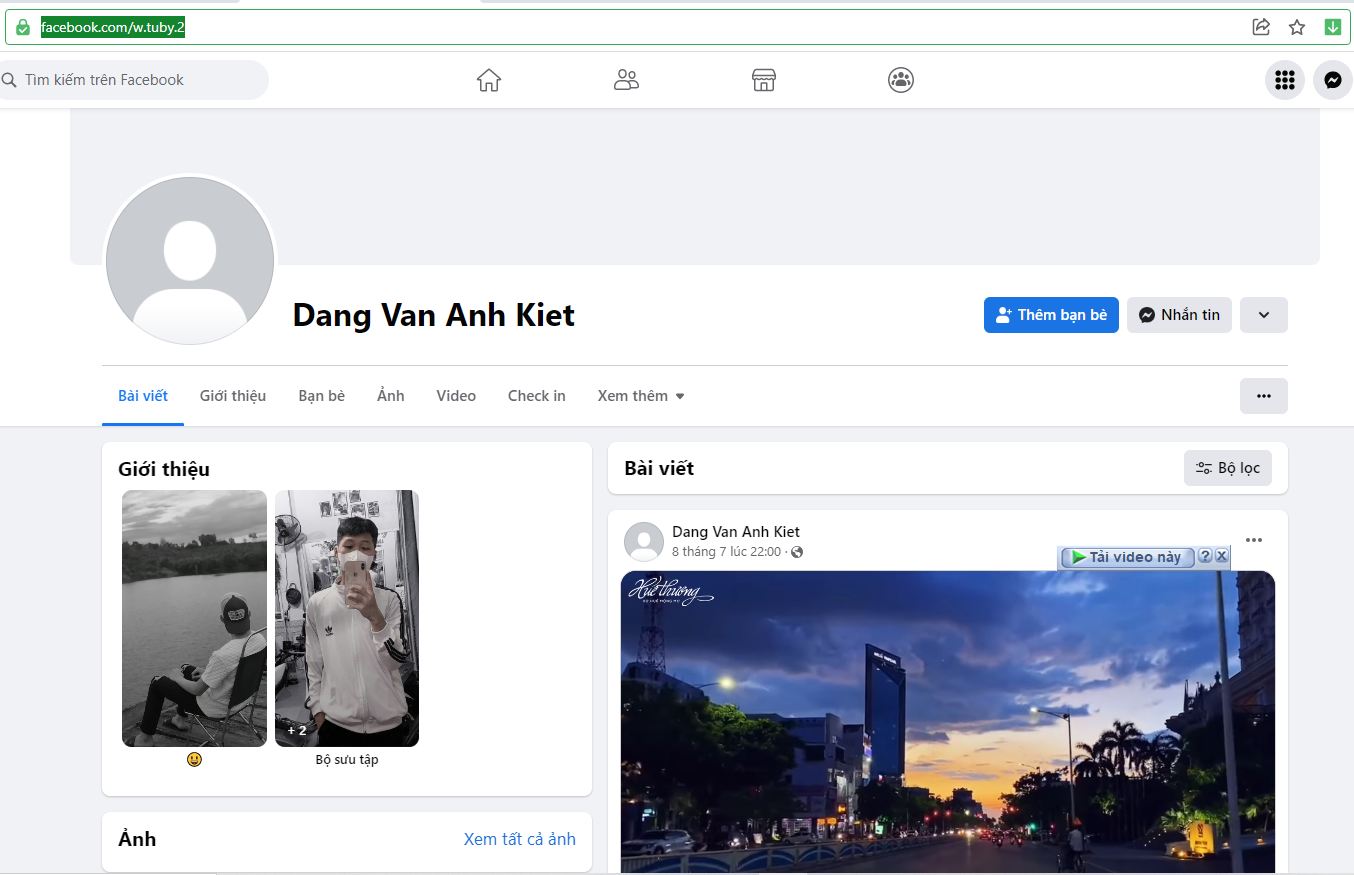 facebook.com/w.tuby.2
Tìm kiếm trên Facebook
Dang Van Anh Kiet
Thêm bạn bè
Nhắn tin
Bài viết
Giới thiệu
Bạn bè
Ảnh
Video
Check in
Xem thêm
Giới thiệu
+ 2
Bộ sưu tập
Ảnh
Xem tất cả ảnh
Bài viết
Bộ lọc
Dang Van Anh Kiet
8 tháng 7 lúc 22:00
Tải video này ? X
Huế thương